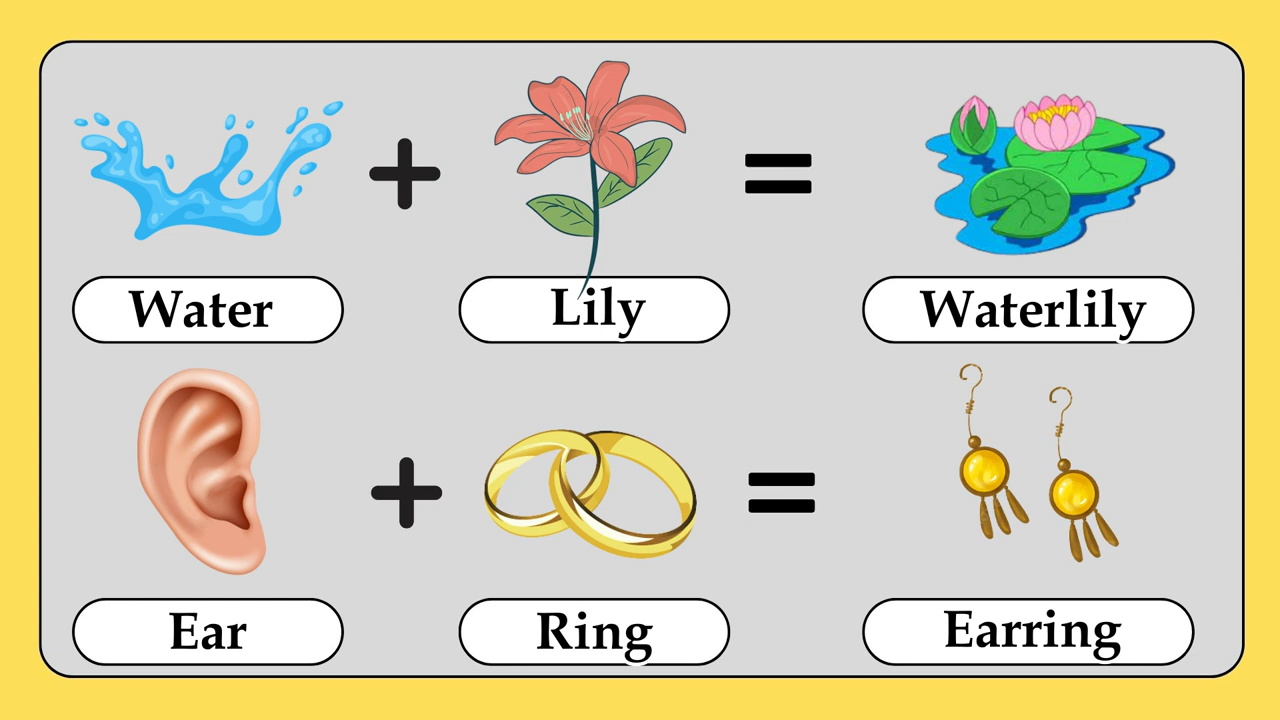 Water + Lily = Waterlily
Ear + Ring = Earring